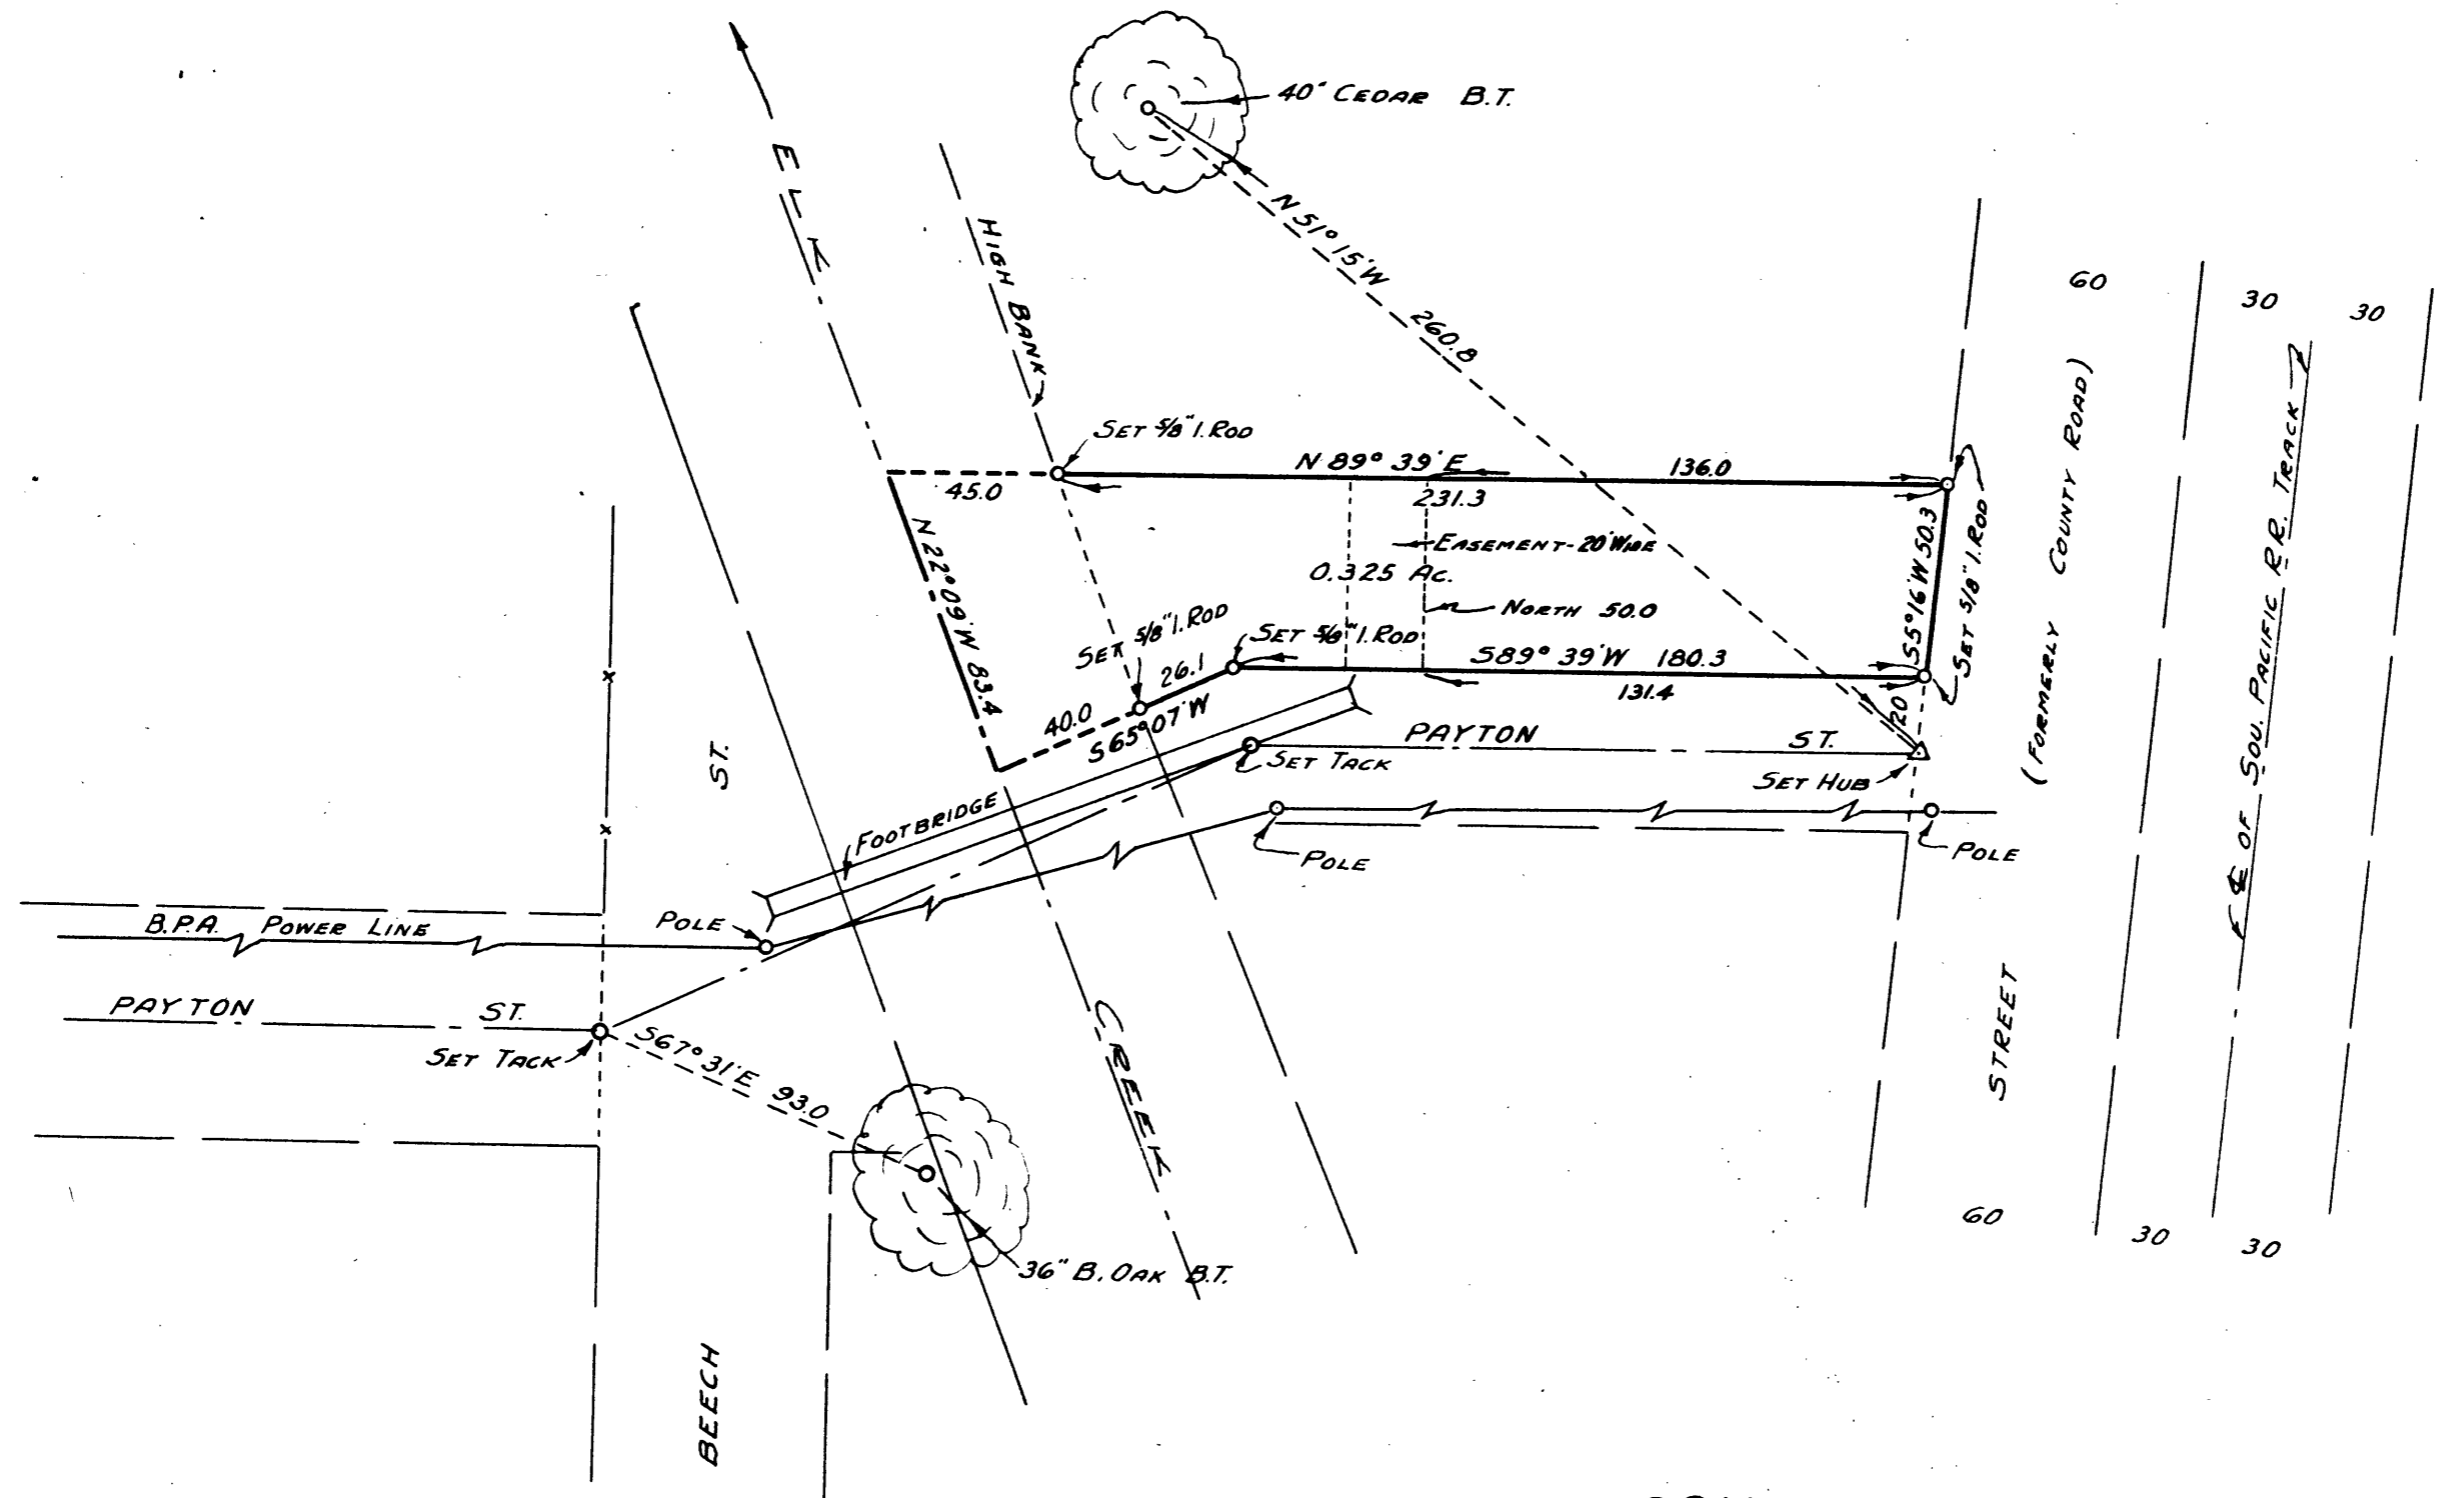 40" CEDAR B.T.
EEL
HIGH BANK
N 51° 15' W 260.8
60
30
30
SET 5/8" I. ROD
N 89° 39' E
136.0
45.0
231.3
EASEMENT - 20' WIDE
0.325 AC.
NORTH 50.0
N 22° 09' W 83.4
SET 5/8" I. ROD
SET 5/8" I. ROD
26.1
40.0
S 65° 07' W
S 89° 39' W 180.3
131.4
S 5° 16' W 50.3
SET 5/8" I. ROD
20
(FORMERLY COUNTY ROAD)
℄ OF SOU. PACIFIC RR. TRACK
PAYTON ST.
SET TACK
SET HUB
ST.
FOOTBRIDGE
POLE
POLE
POLE
B.P.A. POWER LINE
PAYTON ST.
SET TACK
S 67° 31' E 93.0
CREEK
STREET
36" B. OAK B.T.
60
30
30
BEECH